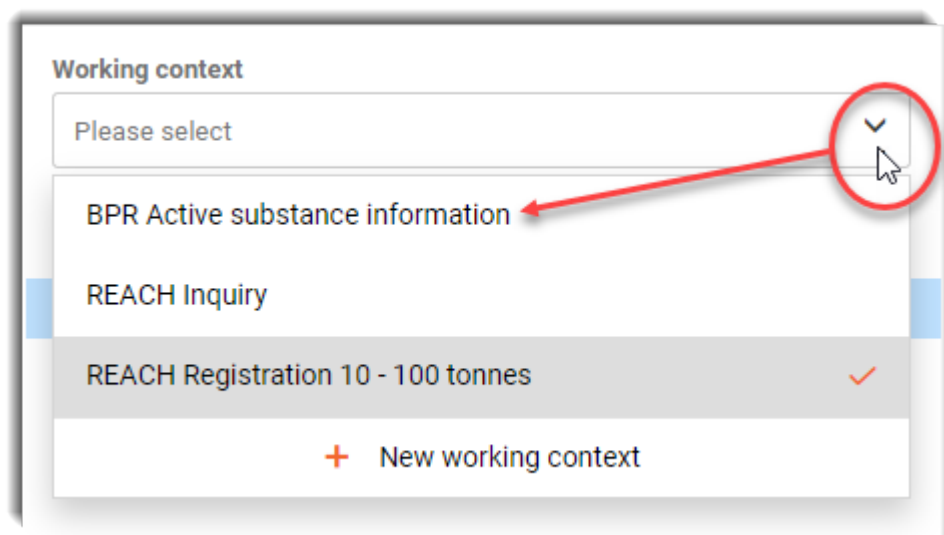 Working context
Please select
BPR Active substance information
REACH Inquiry
REACH Registration 10 - 100 tonnes
+ New working context